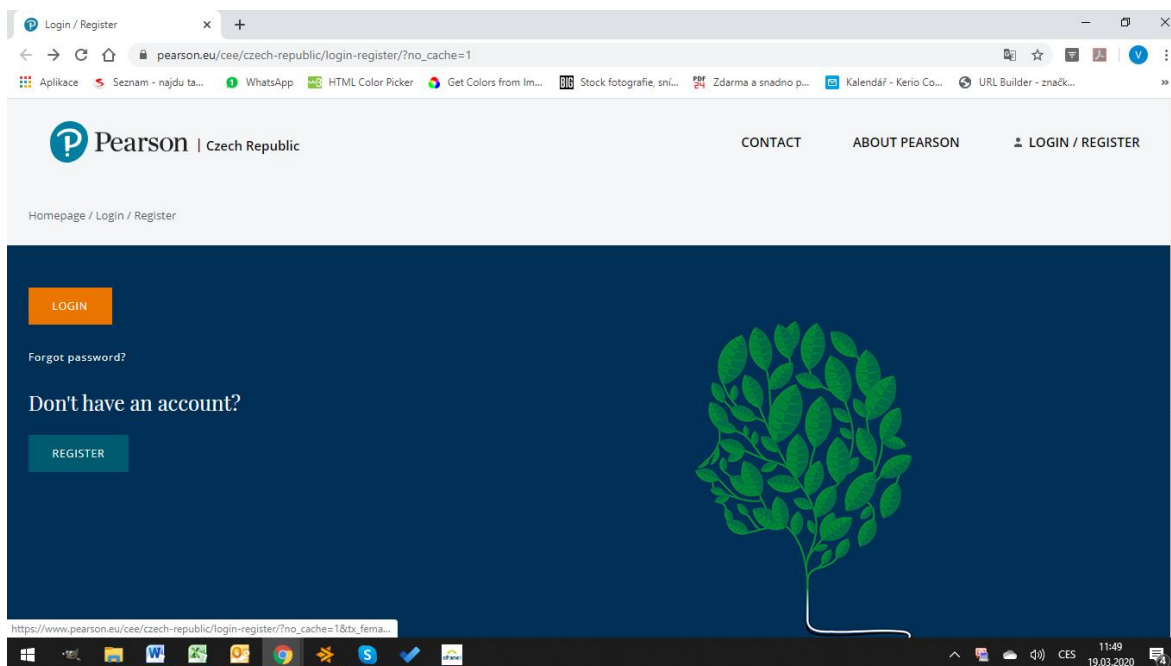 Login / Register
pearson.eu/cee/czech-republic/login-register/?no_cache=1
V
Aplikace Seznam - najdu ta... WhatsApp HTML Color Picker Get Colors from Im... BIG Stock fotografie, sní... PDF 24 Zdarma a snadno p... Kalendář - Kerio Co... URL Builder - značk... »
Pearson | Czech Republic CONTACT ABOUT PEARSON LOGIN / REGISTER
Homepage / Login / Register
LOGIN
Forgot password?
Don't have an account?
REGISTER
https://www.pearson.eu/cee/czech-republic/login-register/?no_cache=1&tx_fema...
CES 11:49
19.03.2020